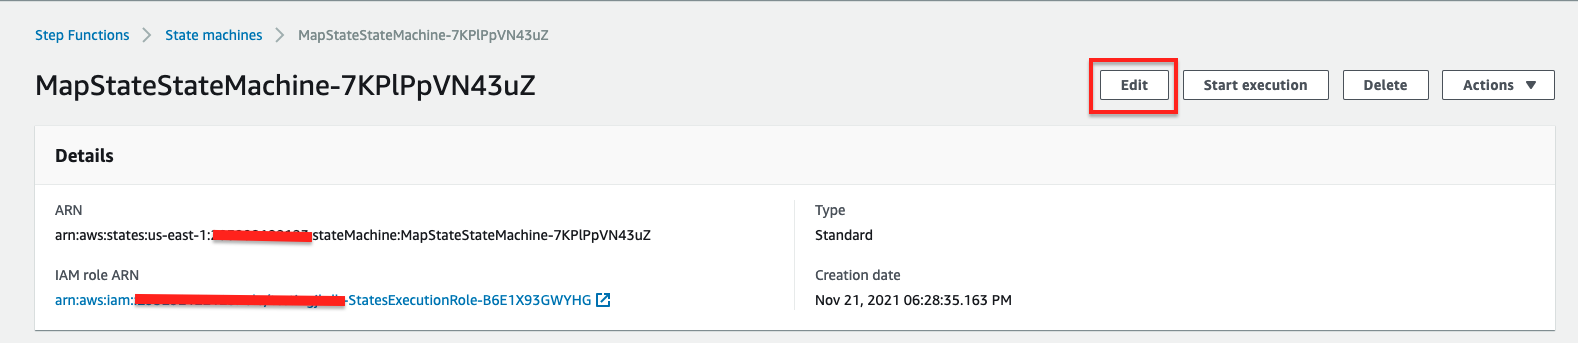 Step Functions > State machines > MapStateStateMachine-7KPlPpVN43uZ
MapStateStateMachine-7KPlPpVN43uZ
Edit
Start execution
Delete
Actions
Details
ARN
arn:aws:states:us-east-1: stateMachine:MapStateStateMachine-7KPlPpVN43uZ
IAM role ARN
arn:aws:iam: -StatesExecutionRole-B6E1X93GWYHG
Type
Standard
Creation date
Nov 21, 2021 06:28:35.163 PM